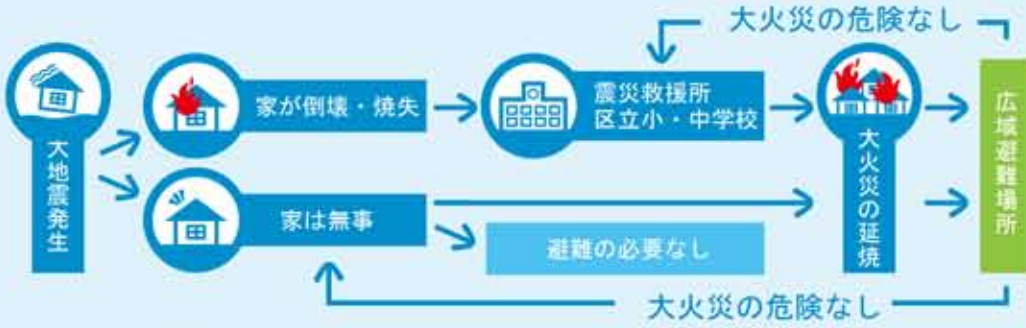 大火災の危険なし
大地震発生
家が倒壊・焼失
震災救援所
区立小・中学校
大火災の延焼
広域避難場所
家は無事
避難の必要なし
大火災の危険なし